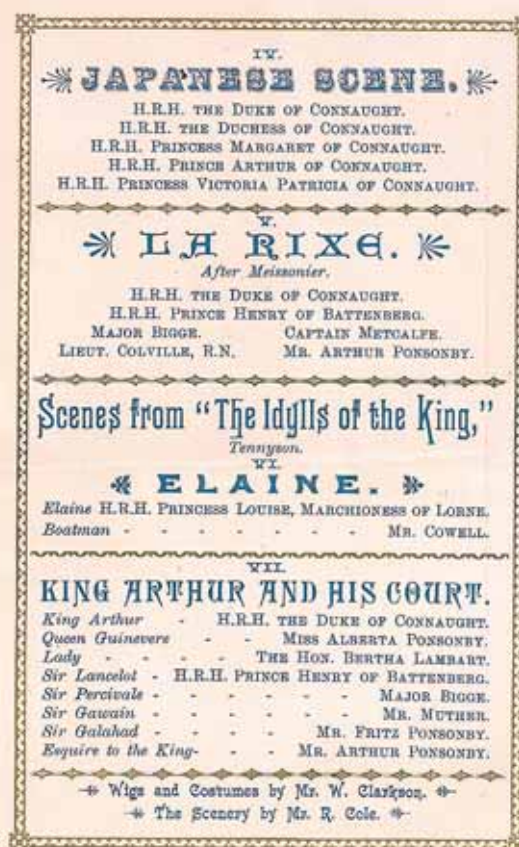 IV.
JAPANESE SCENE.
H.R.H. THE DUKE OF CONNAUGHT.
H.R.H. THE DUCHESS OF CONNAUGHT.
H.R.H. PRINCESS MARGARET OF CONNAUGHT.
H.R.H. PRINCE ARTHUR OF CONNAUGHT.
H.R.H. PRINCESS VICTORIA PATRICIA OF CONNAUGHT.
V.
LA RIXE.
After Meissonier.
H.R.H. THE DUKE OF CONNAUGHT.
H.R.H. PRINCE HENRY OF BATTENBERG.
MAJOR BIGGE. CAPTAIN METCALFE.
LIEUT. COLVILLE, R.N. MR. ARTHUR PONSONBY.
Scenes from "The Idylls of the King,"
Tennyson.
VI.
ELAINE.
Elaine H.R.H. PRINCESS LOUISE, MARCHIONESS OF LORNE.
Boatman - - - - - - - MR. COWELL.
VII.
KING ARTHUR AND HIS COURT.
King Arthur - H.R.H. THE DUKE OF CONNAUGHT.
Queen Guinevere - - MISS ALBERTA PONSONBY.
Lady - - - - THE HON. BERTHA LAMBART.
Sir Lancelot - H.R.H. PRINCE HENRY OF BATTENBERG.
Sir Percivale - - - - - - MAJOR BIGGE.
Sir Gawain - - - - - - MR. MUTHER.
Sir Galahad - - - - MR. FRITZ PONSONBY.
Esquire to the King- - - MR. ARTHUR PONSONBY.
Wigs and Costumes by Mr. W. Clarkson.
The Scenery by Mr. R. Cole.